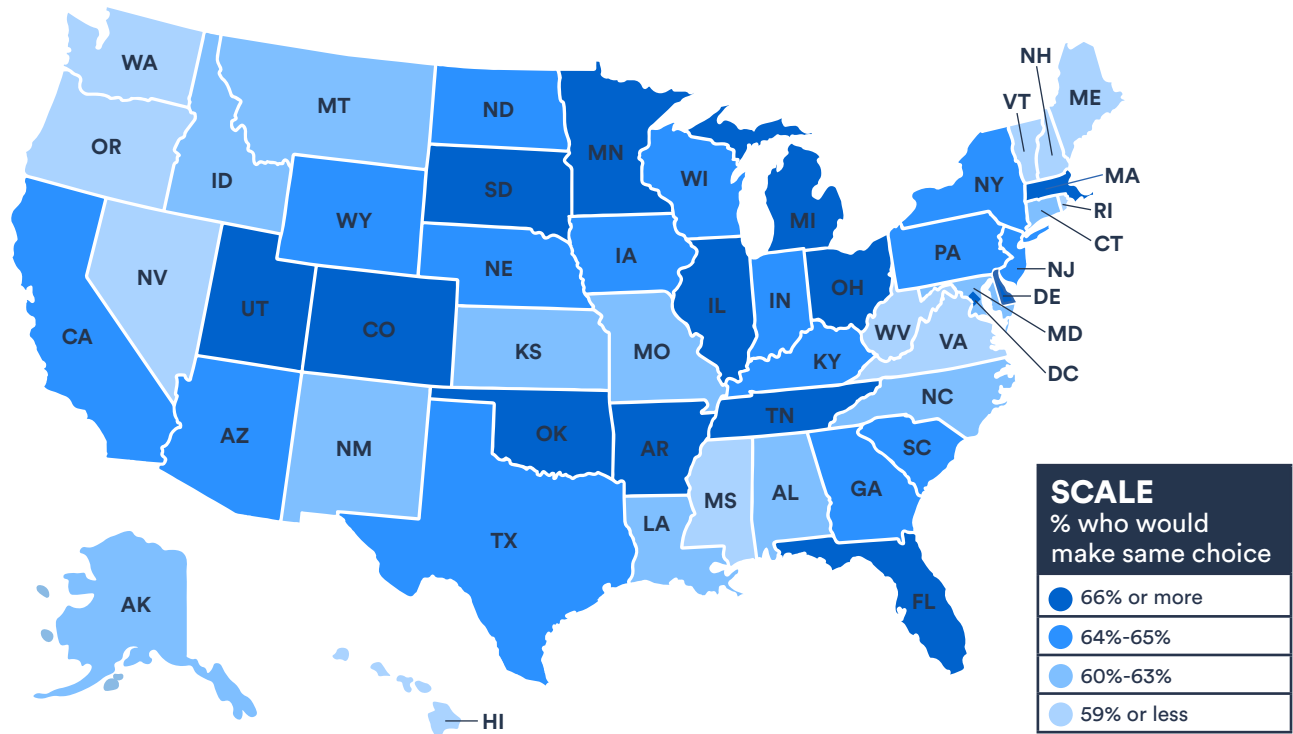 NH
WA
ME
VT
MT
ND
OR
MN
MA
WI
ID
SD
NY
RI
WY
MI
CT
PA
IA
NE
NJ
NV
OH
DE
IN
UT
IL
CO
WV
MD
CA
VA
KS
MO
KY
DC
NC
TN
AZ
OK
NM
AR
SC
GA
AL
MS
SCALE
% who would
make same choice
LA
TX
66% or more
AK
FL
64%-65%
60%-63%
59% or less
HI